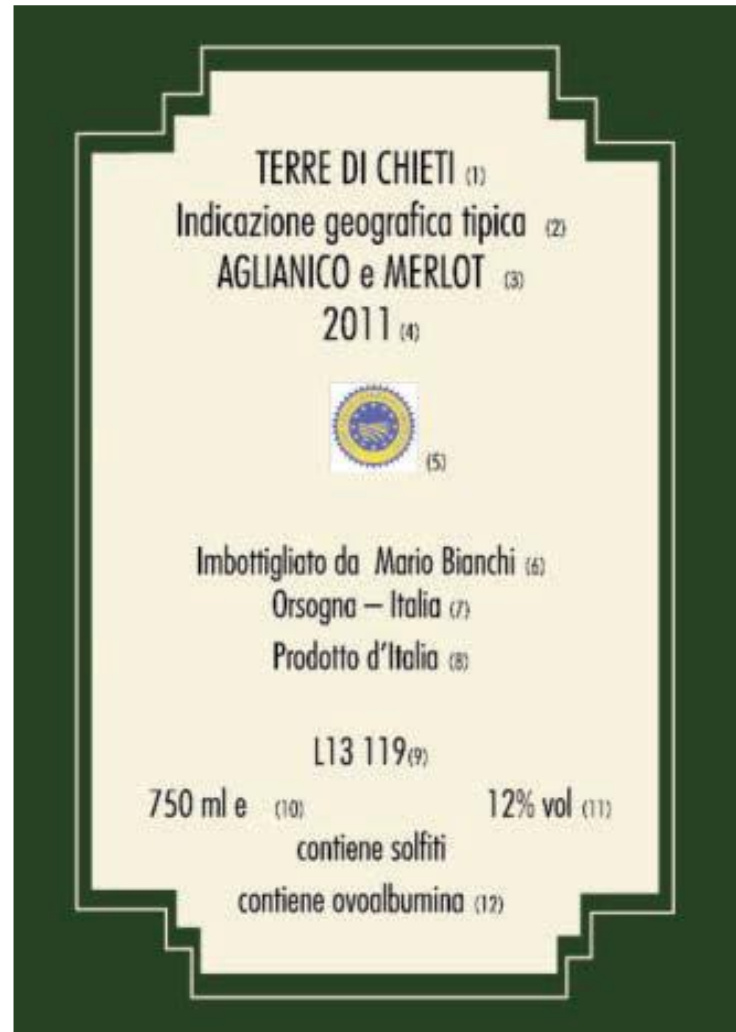 TERRE DI CHIETI (1)
Indicazione geografica tipica (2)
AGLIANICO e MERLOT (3)
2011 (4)
(5)
Imbottigliato da Mario Bianchi (6)
Orsogna – Italia (7)
Prodotto d'Italia (8)
L13 119(9)
750 ml e (10) 12% vol (11)
contiene solfiti
contiene ovoalbumina (12)